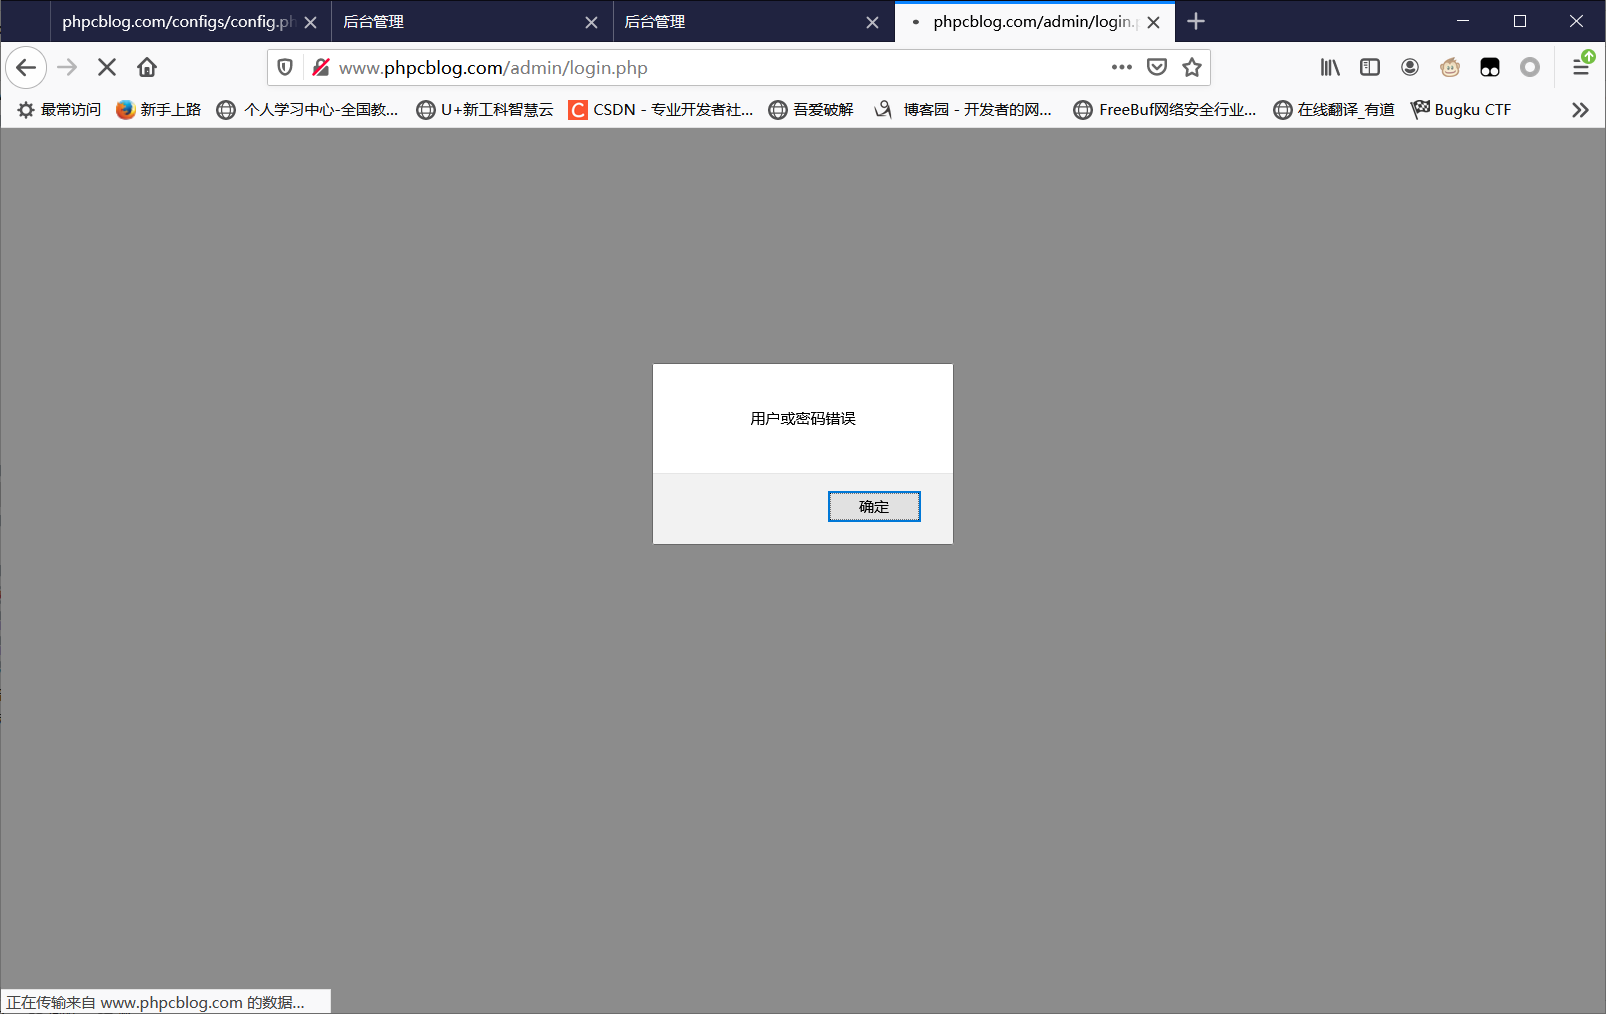 phpcblog.com/configs/config.ph
后台管理
后台管理
phpcblog.com/admin/login.p
www.phpcblog.com/admin/login.php
最常访问
新手上路
个人学习中心-全国教...
U+新工科智慧云
C CSDN - 专业开发者社...
吾爱破解
博客园 - 开发者的网...
FreeBuf网络安全行业...
在线翻译_有道
Bugku CTF
用户或密码错误
确定
正在传输来自 www.phpcblog.com 的数据...